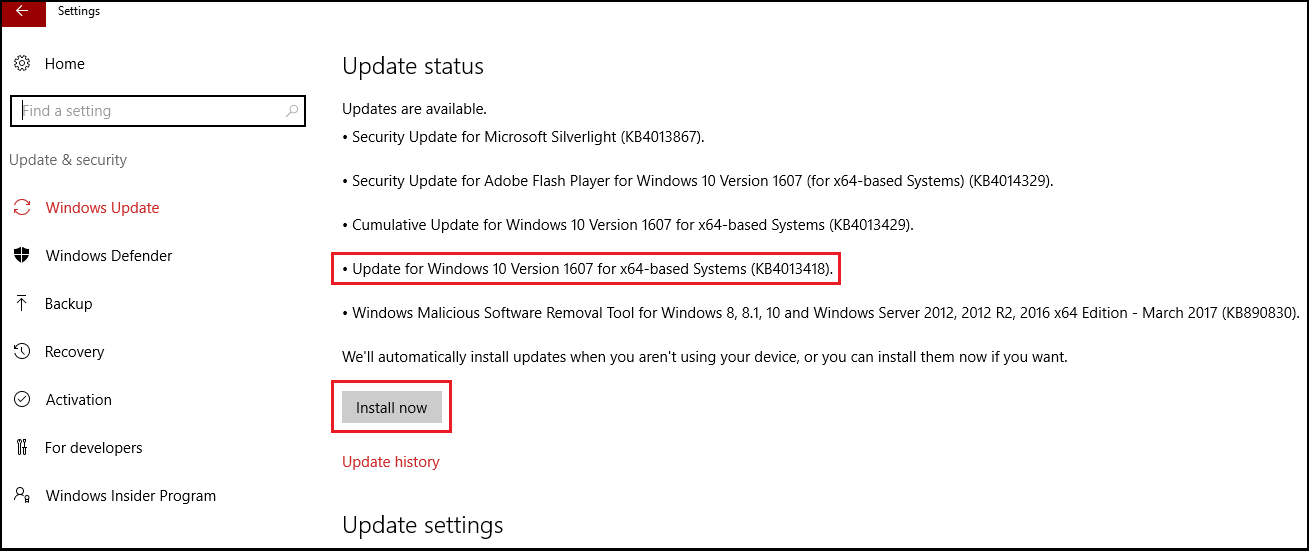 Settings
Home
Find a setting
Update & security
Windows Update
Windows Defender
Backup
Recovery
Activation
For developers
Windows Insider Program
Update status
Updates are available.
• Security Update for Microsoft Silverlight (KB4013867).
• Security Update for Adobe Flash Player for Windows 10 Version 1607 (for x64-based Systems) (KB4014329).
• Cumulative Update for Windows 10 Version 1607 for x64-based Systems (KB4013429).
• Update for Windows 10 Version 1607 for x64-based Systems (KB4013418).
• Windows Malicious Software Removal Tool for Windows 8, 8.1, 10 and Windows Server 2012, 2012 R2, 2016 x64 Edition - March 2017 (KB890830).
We'll automatically install updates when you aren't using your device, or you can install them now if you want.
Install now
Update history
Update settings